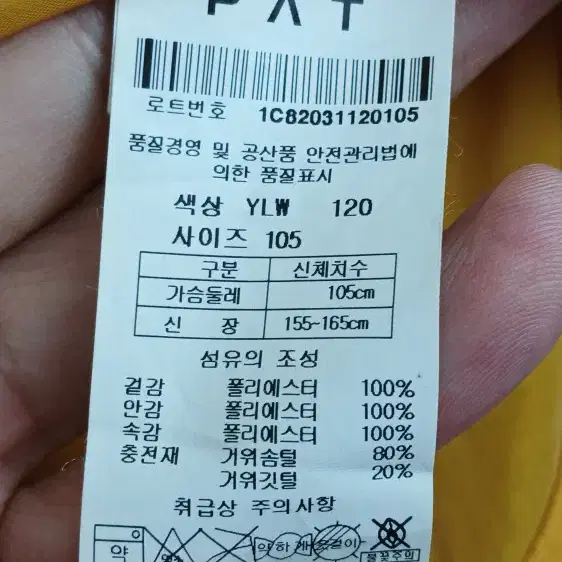 PXT
로트번호 1C82031120105
품질경영 및 공산품 안전관리법에
의한 품질표시
색상 YLW 120
사이즈 105
구분 신체치수
가슴둘레 105cm
신 장 155~165cm
섬유의 조성
겉감 폴리에스터 100%
안감 폴리에스터 100%
속감 폴리에스터 100%
충전재 거위솜털 80%
거위깃털 20%
취급상 주의사항
약 불꽃주의